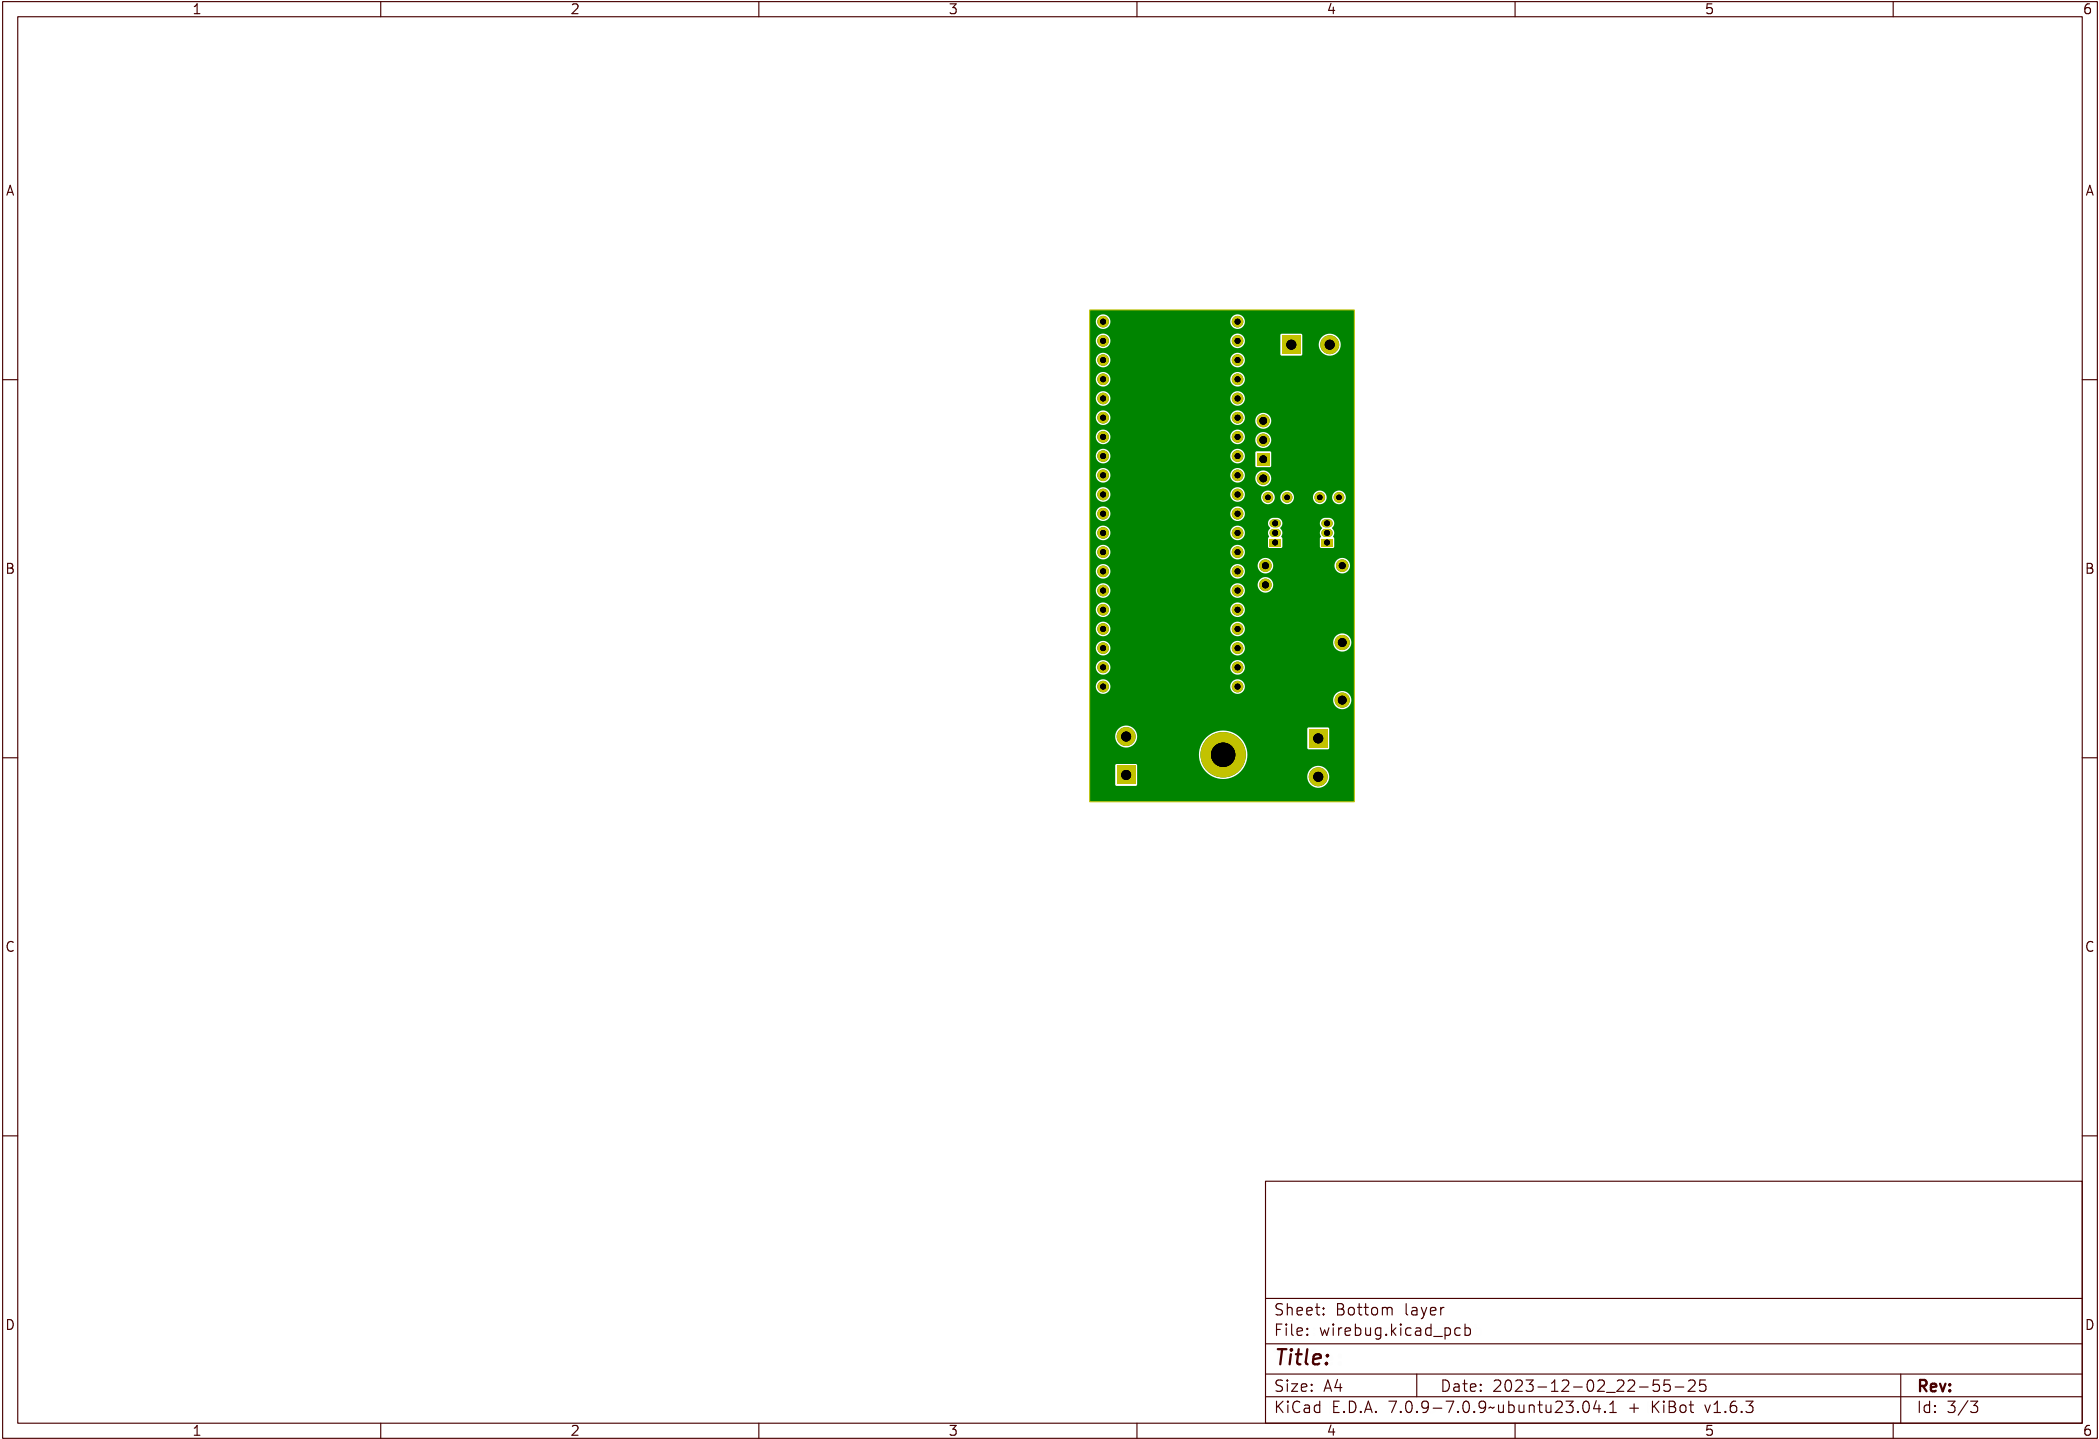 1 2 3 4 5 6
A A
B B
C C
Sheet: Bottom layer
File: wirebug.kicad_pcb
D D
Title:
Size: A4 Date: 2023-12-02_22-55-25 Rev:
KiCad E.D.A. 7.0.9-7.0.9~ubuntu23.04.1 + KiBot v1.6.3 Id: 3/3
1 2 3 4 5 6